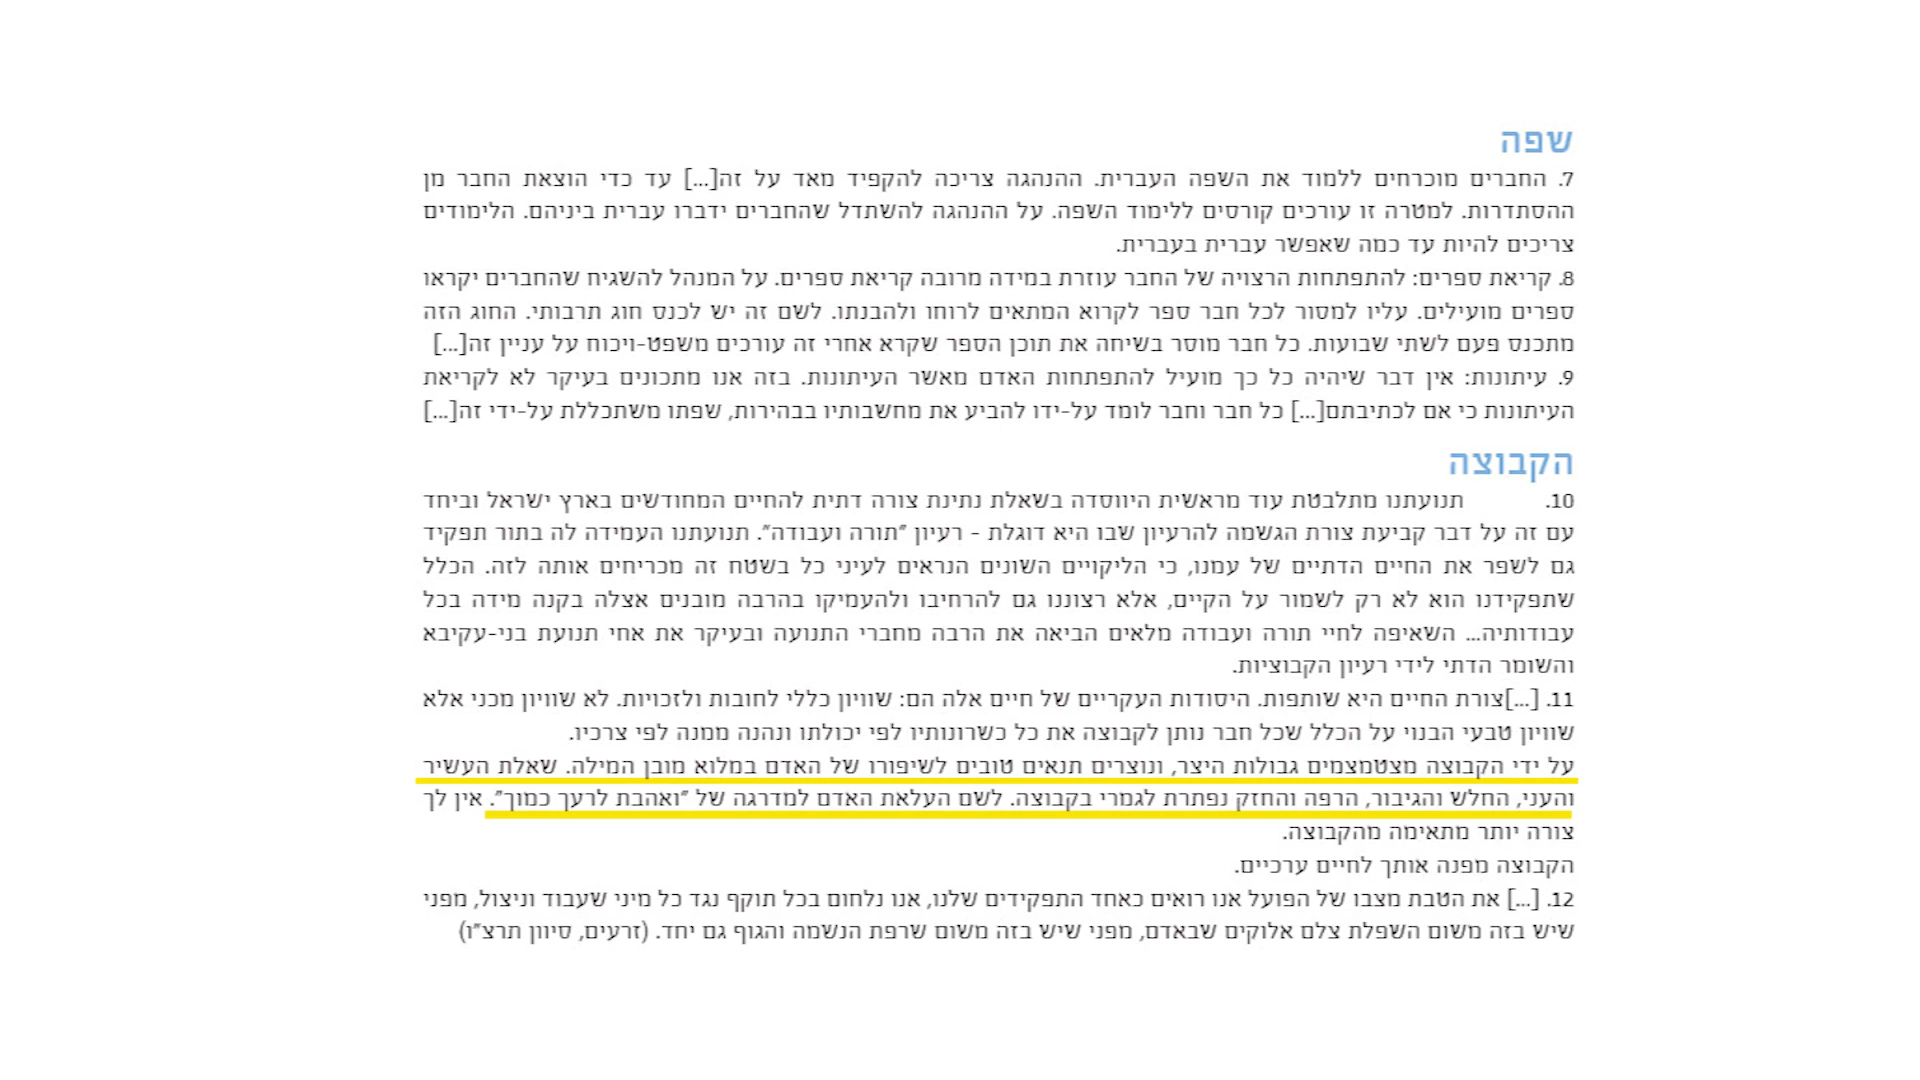 שפה
7. החברים מוכרחים ללמוד את השפה העברית. ההנהגה צריכה להקפיד מאד על זה[...] עד כדי הוצאת החבר מן
ההסתדרות. למטרה זו עורכים קורסים ללימוד השפה. על ההנהגה להשתדל שהחברים ידברו עברית ביניהם. הלימודים
צריכים להיות עד כמה שאפשר עברית בעברית.
8. קריאת ספרים: להתפתחות הרצויה של החבר עוזרת במידה מרובה קריאת ספרים. על המנהל להשגיח שהחברים יקראו
ספרים מועילים. עליו למסור לכל חבר ספר לקרוא המתאים לרוחו ולהבנתו. לשם זה יש לכנס חוג תרבותי. החוג הזה
מתכנס פעם לשתי שבועות. כל חבר מוסר בשיחה את תוכן הספר שקרא אחרי זה עורכים משפט-ויכוח על עניין זה[...]
9. עיתונות: אין דבר שיהיה כל כך מועיל להתפתחות האדם מאשר העיתונות. בזה אנו מתכונים בעיקר לא לקריאת
העיתונות כי אם לכתיבתם[...] כל חבר וחבר לומד על-ידו להביע את מחשבותיו בבהירות, שפתו משתכללת על-ידי זה[...]
הקבוצה
10. תנועתנו מתלבטת עוד מראשית היווסדה בשאלת נתינת צורה דתית להחיים המחודשים בארץ ישראל וביחד
עם זה על דבר קביעת צורת הגשמה להרעיון שבו היא דוגלת - רעיון "תורה ועבודה". תנועתנו העמידה לה בתור תפקיד
גם לשפר את החיים הדתיים של עמנו, כי הליקויים השונים הנראים לעיני כל בשטח זה מכריחים אותה לזה. הכלל
שתפקידנו הוא לא רק לשמור על הקיים, אלא רצוננו גם להרחיבו ולהעמיקו בהרבה מובנים אצלה בקנה מידה בכל
עבודותיה... השאיפה לחיי תורה ועבודה מלאים הביאה את הרבה מחברי התנועה ובעיקר את אחי תנועת בני-עקיבא
והשומר הדתי לידי רעיון הקבוציות.
11. [...]צורת החיים היא שותפות. היסודות העקריים של חיים אלה הם: שוויון כללי לחובות ולזכויות. לא שוויון מכני אלא
שוויון טבעי הבנוי על הכלל שכל חבר נותן לקבוצה את כל כשרונותיו לפי יכולתו ונהנה ממנה לפי צרכיו.
על ידי הקבוצה מצטמצמים גבולות היצר, ונוצרים תנאים טובים לשיפורו של האדם במלוא מובן המילה. שאלת העשיר
והעני, החלש והגיבור, הרפה והחזק נפתרת לגמרי בקבוצה. לשם העלאת האדם למדרגה של "ואהבת לרעך כמוך". אין לך
צורה יותר מתאימה מהקבוצה.
הקבוצה מפנה אותך לחיים ערכיים.
12. [...] את הטבת מצבו של הפועל אנו רואים כאחד התפקידים שלנו, אנו נלחום בכל תוקף נגד כל מיני שעבוד וניצול, מפני
שיש בזה משום השפלת צלם אלוקים שבאדם, מפני שיש בזה משום שרפת הנשמה והגוף גם יחד. (זרעים, סיוון תרצ"ו)